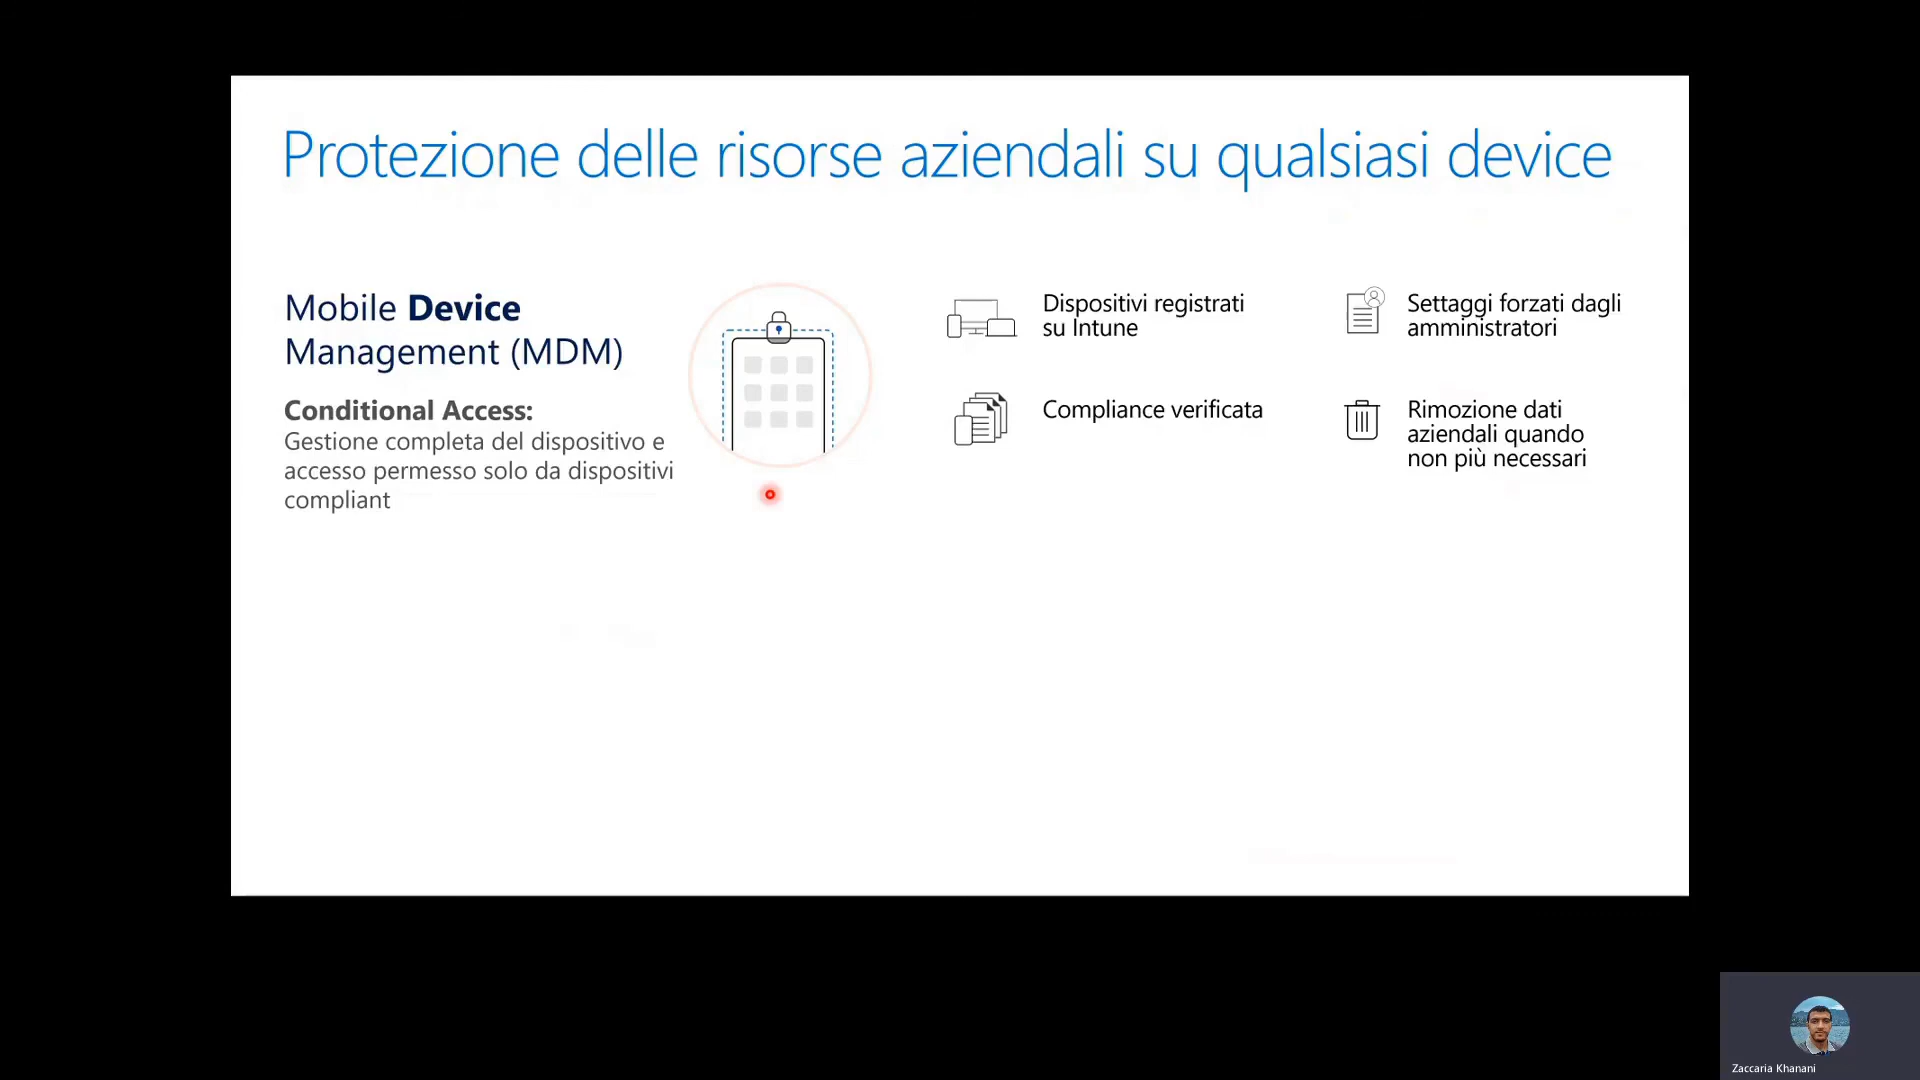 Protezione delle risorse aziendali su qualsiasi device
Mobile Device
Management (MDM)
Conditional Access:
Gestione completa del dispositivo e
accesso permesso solo da dispositivi
compliant
Dispositivi registrati
su Intune
Settaggi forzati dagli
amministratori
Compliance verificata
Rimozione dati
aziendali quando
non più necessari
Zaccaria Khanani